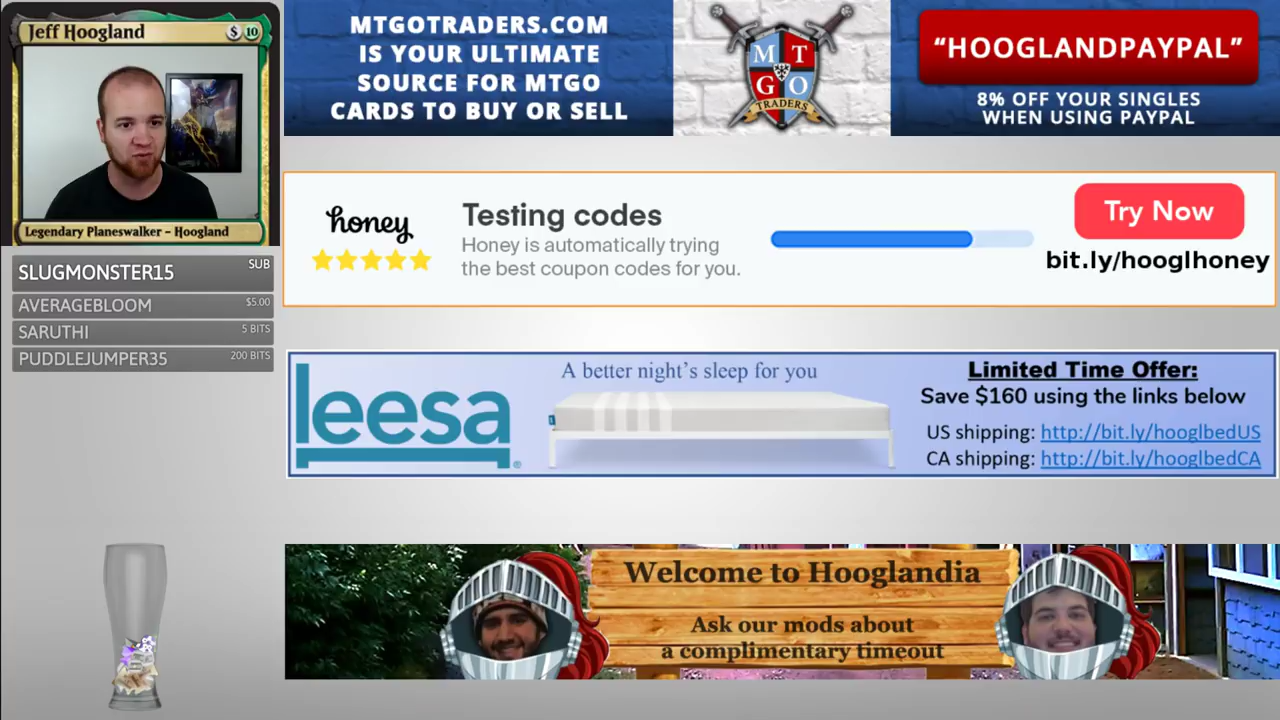 Jeff Hoogland
$ 10
Legendary Planeswalker – Hoogland
SLUGMONSTER15 SUB
AVERAGEBLOOM $5.00
SARUTHI 5 BITS
PUDDLEJUMPER35 200 BITS
MTGOTRADERS.COM
IS YOUR ULTIMATE
SOURCE FOR MTGO
CARDS TO BUY OR SELL
M T
G O
TRADERS
“HOOGLANDPAYPAL”
8% OFF YOUR SINGLES
WHEN USING PAYPAL
honey
Testing codes
Honey is automatically trying
the best coupon codes for you.
Try Now
bit.ly/hooglhoney
leesa®
A better night’s sleep for you
Limited Time Offer:
Save $160 using the links below
US shipping: http://bit.ly/hooglbedUS
CA shipping: http://bit.ly/hooglbedCA
Welcome to Hooglandia
Ask our mods about
a complimentary timeout